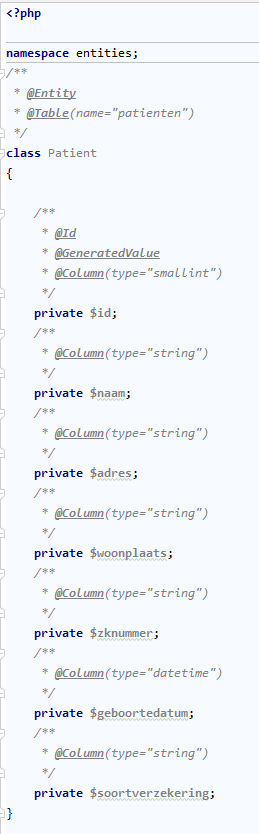 <?php
namespace entities;
/**
 * @Entity
 * @Table(name="patienten")
 */
class Patient
{
    /**
     * @Id
     * @GeneratedValue
     * @Column(type="smallint")
     */
    private $id;
    /**
     * @Column(type="string")
     */
    private $naam;
    /**
     * @Column(type="string")
     */
    private $adres;
    /**
     * @Column(type="string")
     */
    private $woonplaats;
    /**
     * @Column(type="string")
     */
    private $zknummer;
    /**
     * @Column(type="datetime")
     */
    private $geboortedatum;
    /**
     * @Column(type="string")
     */
    private $soortverzekering;
}